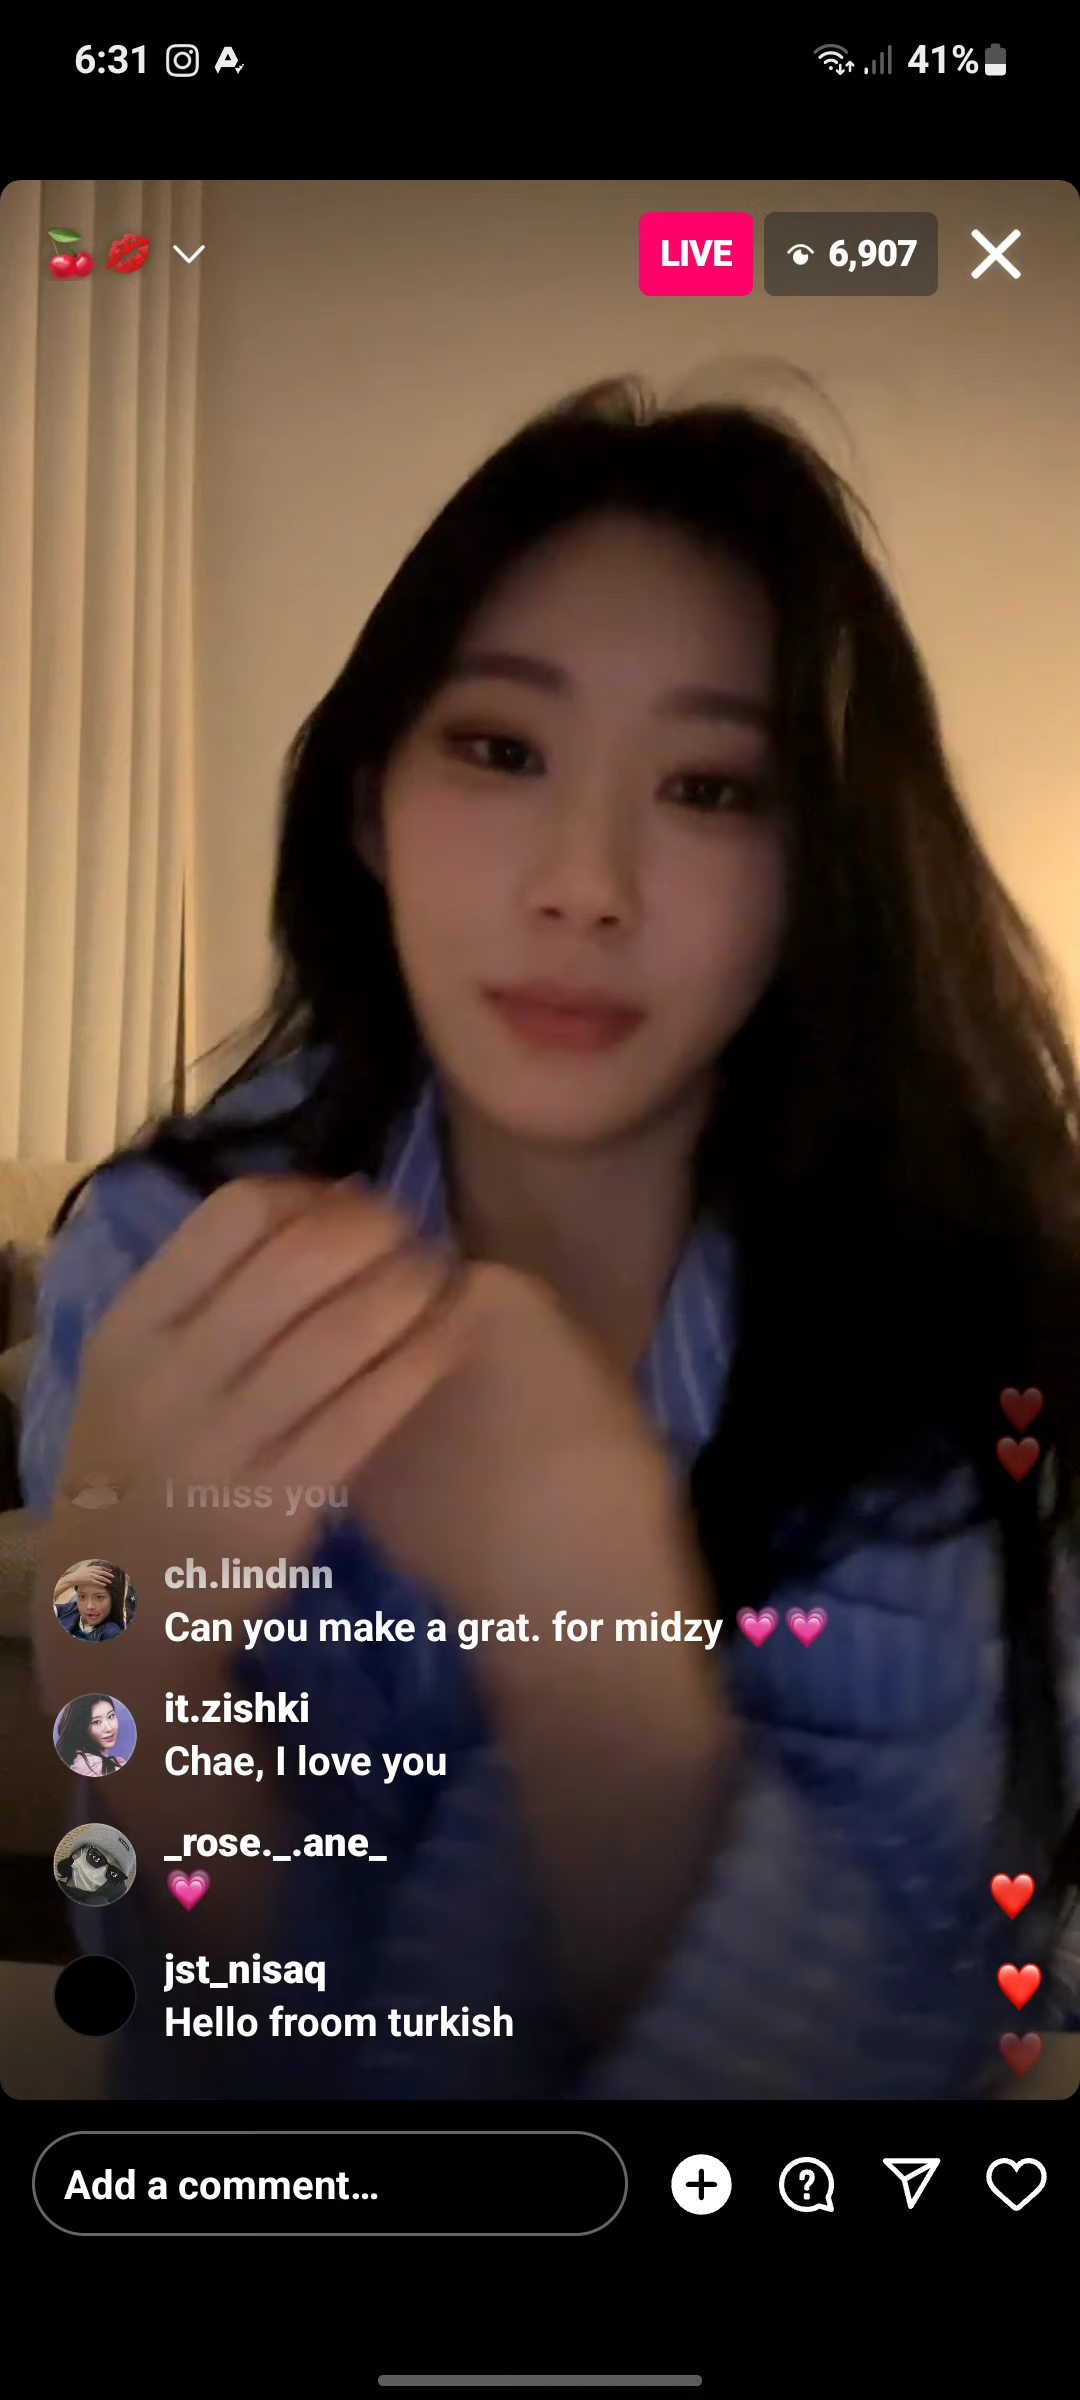 6:31
41%
🍒💋
LIVE
6,907
I miss you
ch.lindnn
Can you make a grat. for midzy 💗💗
it.zishki
Chae, I love you
_rose._.ane_
💗
jst_nisaq
Hello froom turkish
Add a comment...